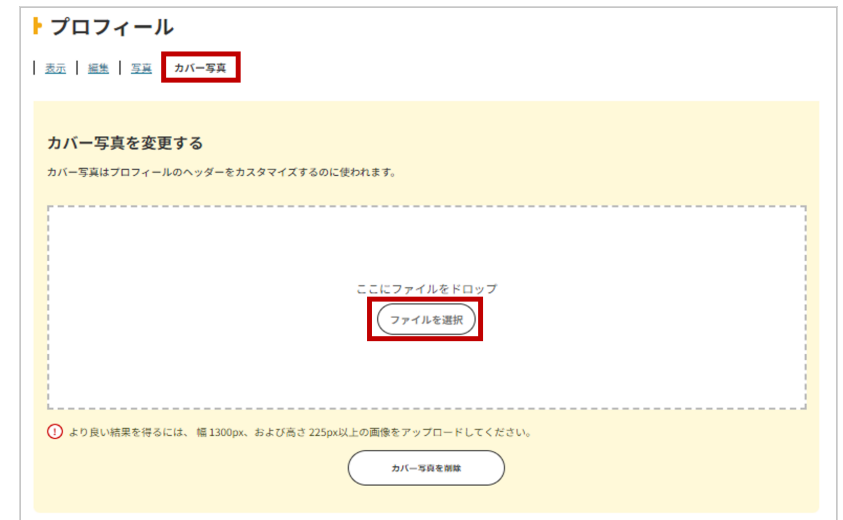 プロフィール
表示 編集 写真 カバー写真
カバー写真を変更する
カバー写真はプロフィールのヘッダーをカスタマイズするのに使われます。
ここにファイルをドロップ
ファイルを選択
より良い結果を得るには、 幅 1300px、および高さ 225px以上の画像をアップロードしてください。
カバー写真を削除